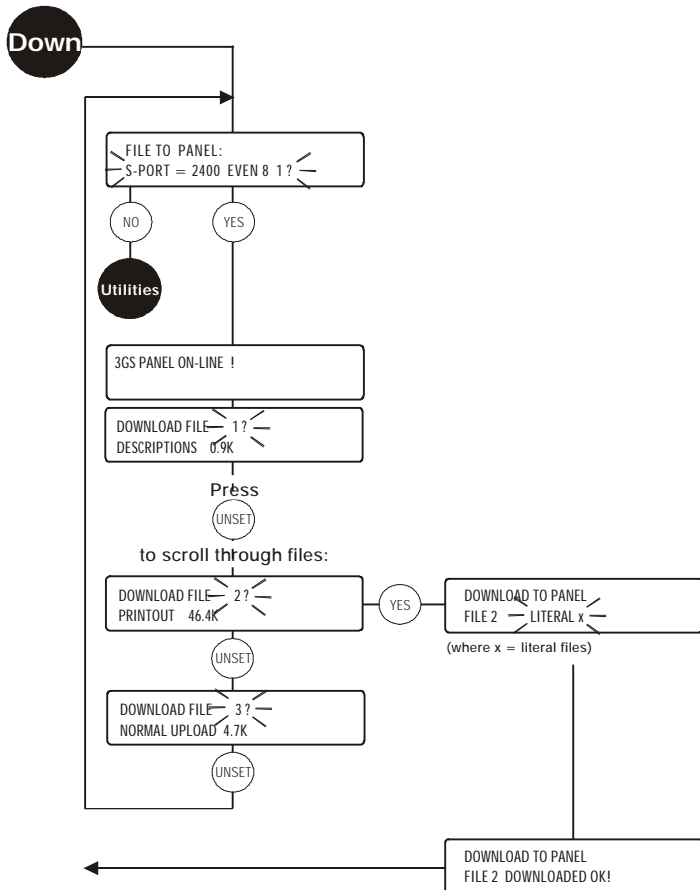 Down
FILE TO PANEL:
S-PORT = 2400 EVEN 8 1 ?
NO
YES
Utilities
3GS PANEL ON-LINE !
DOWNLOAD FILE 1 ?
DESCRIPTIONS 0.9K
Press
UNSET
to scroll through files:
DOWNLOAD FILE 2 ?
PRINTOUT 46.4K
YES
DOWNLOAD TO PANEL
FILE 2 LITERAL x
(where x = literal files)
UNSET
DOWNLOAD FILE 3 ?
NORMAL UPLOAD 4.7K
UNSET
DOWNLOAD TO PANEL
FILE 2 DOWNLOADED OK!